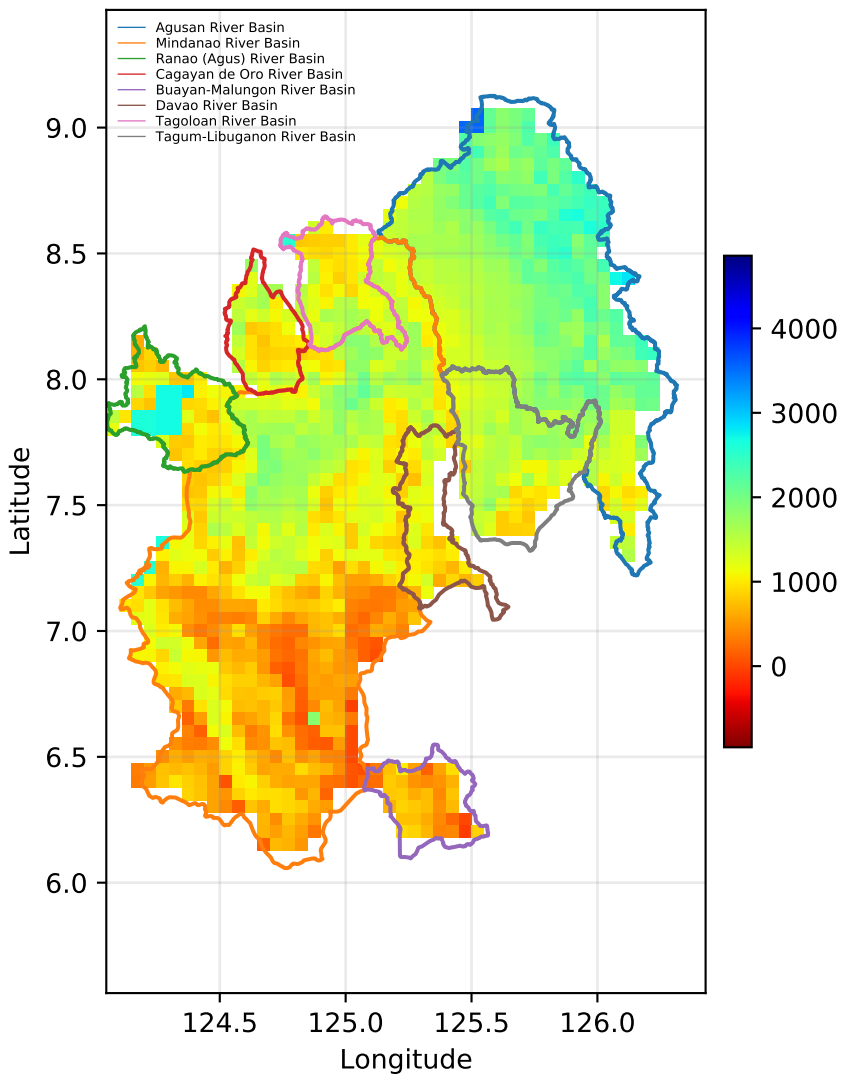 Agusan River Basin
Mindanao River Basin
Ranao (Agus) River Basin
Cagayan de Oro River Basin
Buayan-Malungon River Basin
Davao River Basin
Tagoloan River Basin
Tagum-Libuganon River Basin
9.0
8.5
8.0
7.5
7.0
6.5
6.0
Latitude
4000
3000
2000
1000
0
124.5 125.0 125.5 126.0
Longitude